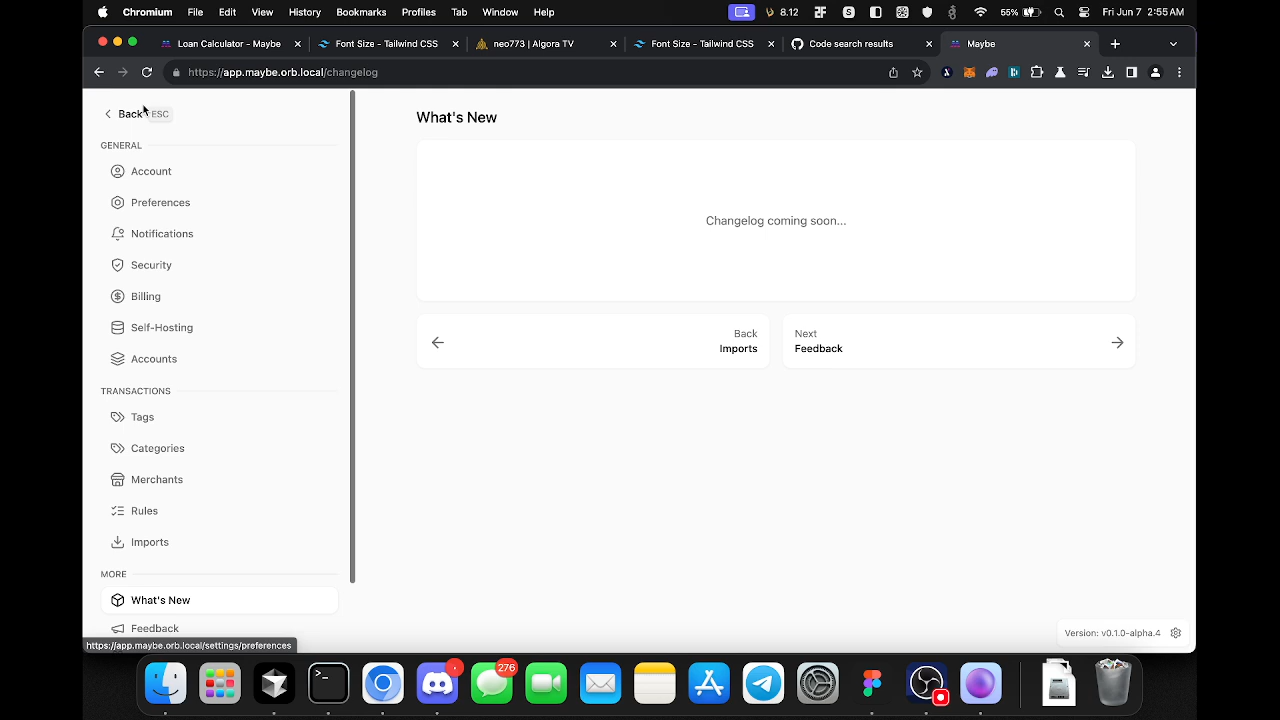 Chromium File Edit View History Bookmarks Profiles Tab Window Help 8.12 55% Fri Jun 7 2:55 AM
Loan Calculator - Maybe Font Size - Tailwind CSS neo773 | Algora TV Font Size - Tailwind CSS Code search results Maybe
https://app.maybe.orb.local/changelog
Back ESC
GENERAL
Account
Preferences
Notifications
Security
Billing
Self-Hosting
Accounts
TRANSACTIONS
Tags
Categories
Merchants
Rules
Imports
MORE
What's New
Feedback
https://app.maybe.orb.local/settings/preferences
What's New
Changelog coming soon...
Back
Imports
Next
Feedback
Version: v0.1.0-alpha.4
276